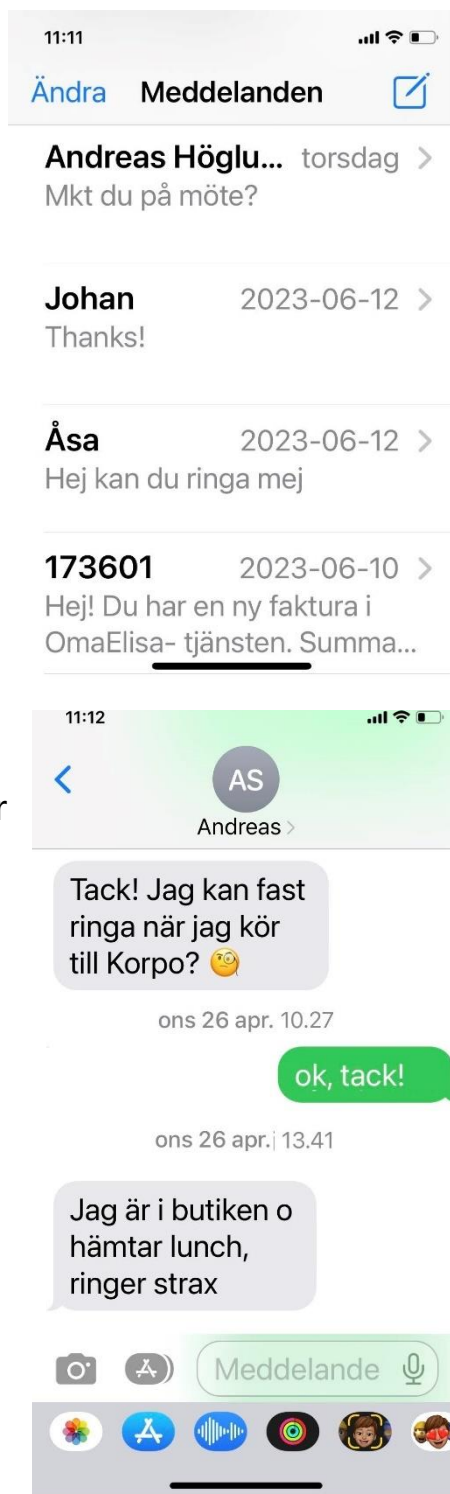 11:11
Ändra Meddelanden
Andreas Höglu... torsdag
Mkt du på möte?
Johan 2023-06-12
Thanks!
Åsa 2023-06-12
Hej kan du ringa mej
173601 2023-06-10
Hej! Du har en ny faktura i
OmaElisa- tjänsten. Summa...
11:12
r
AS
Andreas
Tack! Jag kan fast
ringa när jag kör
till Korpo? 🧐
ons 26 apr. 10.27
ok, tack!
ons 26 apr. 13.41
Jag är i butiken o
hämtar lunch,
ringer strax
Meddelande